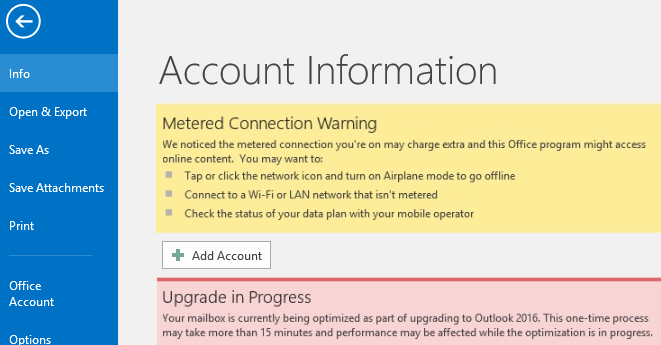 Info
Open & Export
Save As
Save Attachments
Print
Office
Account
Options
Account Information
Metered Connection Warning
We noticed the metered connection you're on may charge extra and this Office program might access
online content.  You may want to:
Tap or click the network icon and turn on Airplane mode to go offline
Connect to a Wi-Fi or LAN network that isn't metered
Check the status of your data plan with your mobile operator
Add Account
Upgrade in Progress
Your mailbox is currently being optimized as part of upgrading to Outlook 2016. This one-time process
may take more than 15 minutes and performance may be affected while the optimization is in progress.